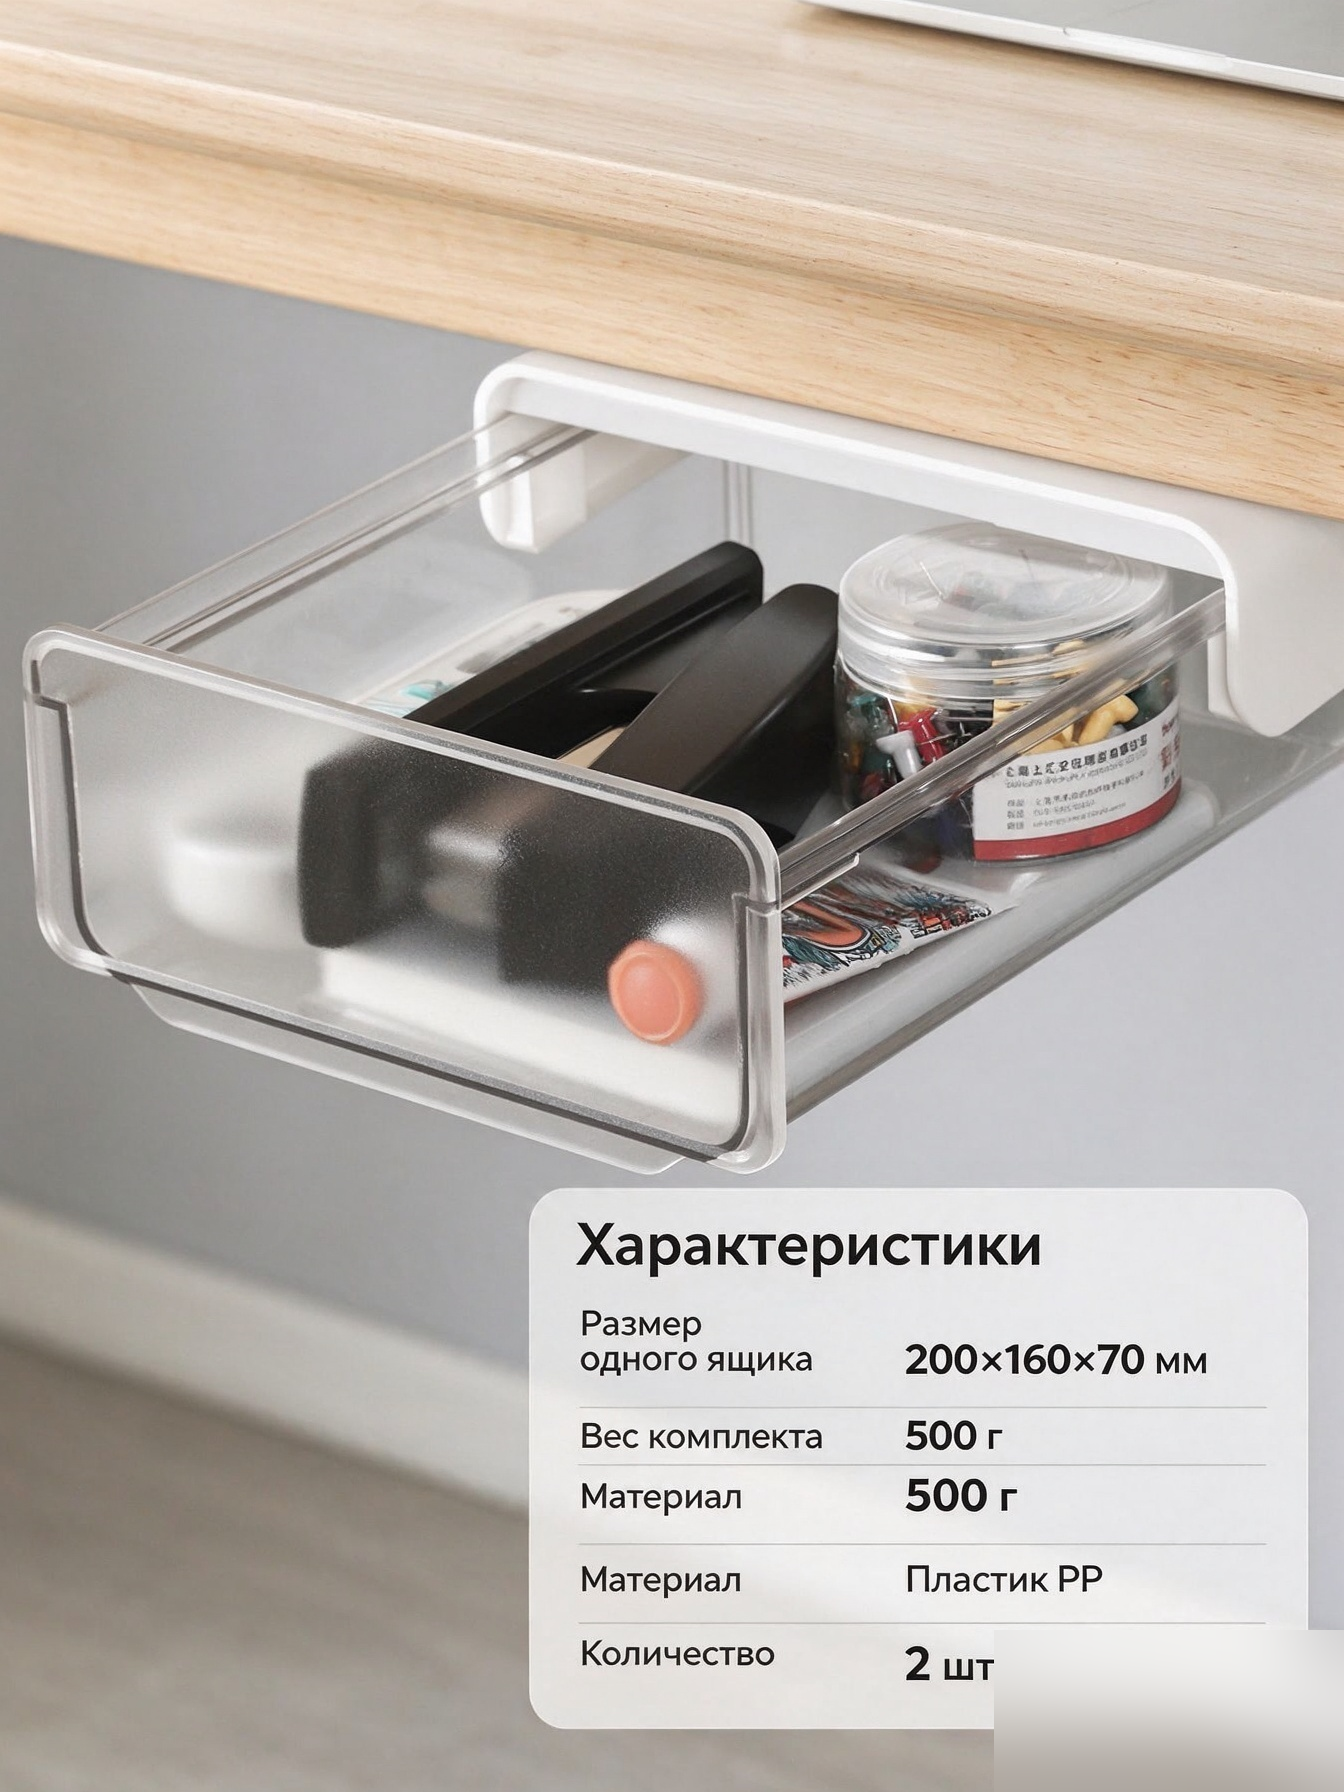 Характеристики
Размер
одного ящика 200×160×70 мм
Вес комплекта 500 г
Материал 500 г
Материал Пластик PP
Количество 2 шт